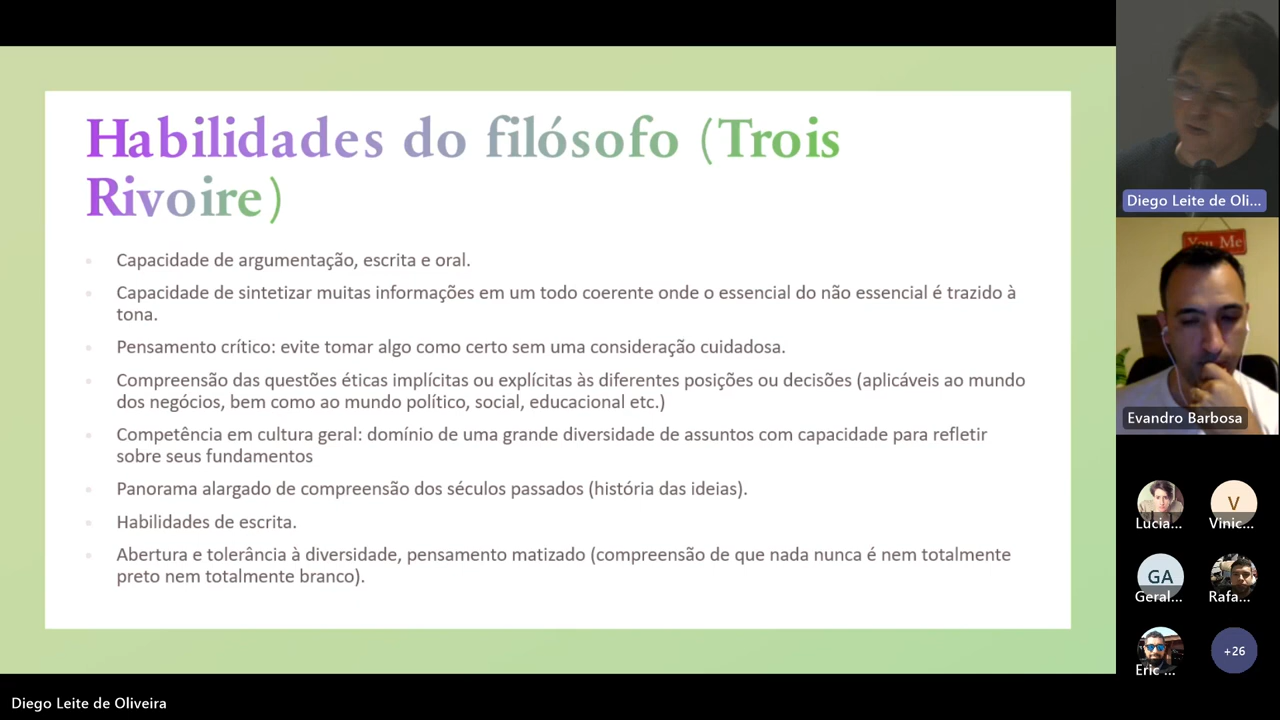 Habilidades do filósofo (Trois
Rivoire)
Capacidade de argumentação, escrita e oral.
Capacidade de sintetizar muitas informações em um todo coerente onde o essencial do não essencial é trazido à
tona.
Pensamento crítico: evite tomar algo como certo sem uma consideração cuidadosa.
Compreensão das questões éticas implícitas ou explícitas às diferentes posições ou decisões (aplicáveis ao mundo
dos negócios, bem como ao mundo político, social, educacional etc.)
Competência em cultura geral: domínio de uma grande diversidade de assuntos com capacidade para refletir
sobre seus fundamentos
Panorama alargado de compreensão dos séculos passados (história das ideias).
Habilidades de escrita.
Abertura e tolerância à diversidade, pensamento matizado (compreensão de que nada nunca é nem totalmente
preto nem totalmente branco).
Diego Leite de Oli...
You Me
Evandro Barbosa
Lucia...
V
Vinic...
GA
Geral...
Rafa...
Eric ...
+26
Diego Leite de Oliveira